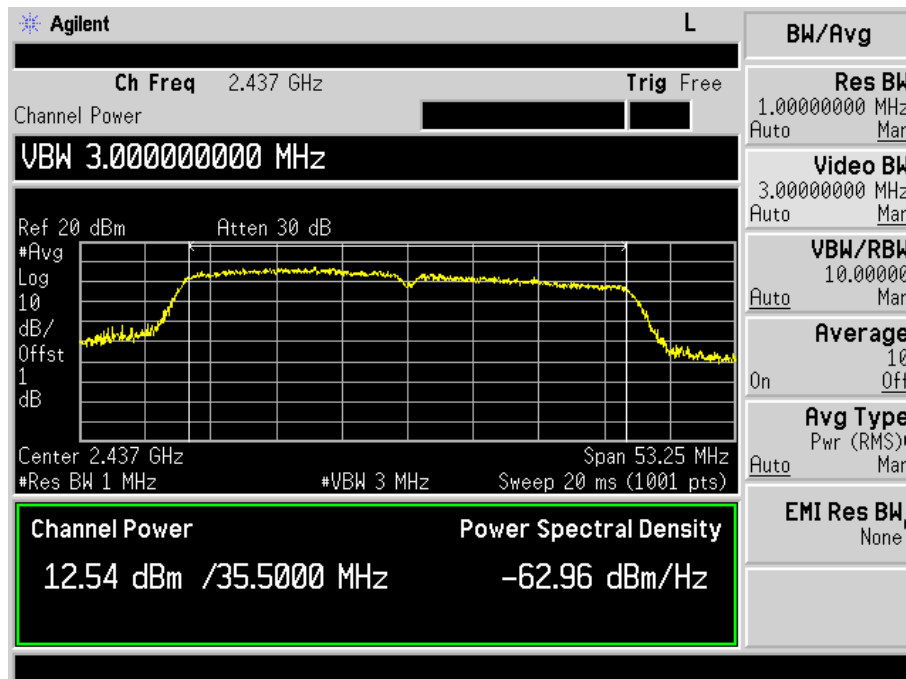 Agilent
L
Ch Freq 2.437 GHz
Trig Free
Channel Power
VBW 3.000000000 MHz
Ref 20 dBm
Atten 30 dB
#Avg
Log
10
dB/
Offst
1
dB
Center 2.437 GHz
Span 53.25 MHz
#Res BW 1 MHz
#VBW 3 MHz
Sweep 20 ms (1001 pts)
Channel Power
Power Spectral Density
12.54 dBm /35.5000 MHz
-62.96 dBm/Hz
BW/Avg
Res BW
1.00000000 MHz
Auto Man
Video BW
3.00000000 MHz
Auto Man
VBW/RBW
10.00000
Auto Man
Average
10
On Off
Avg Type
Pwr (RMS)
Auto Man
EMI Res BW
None